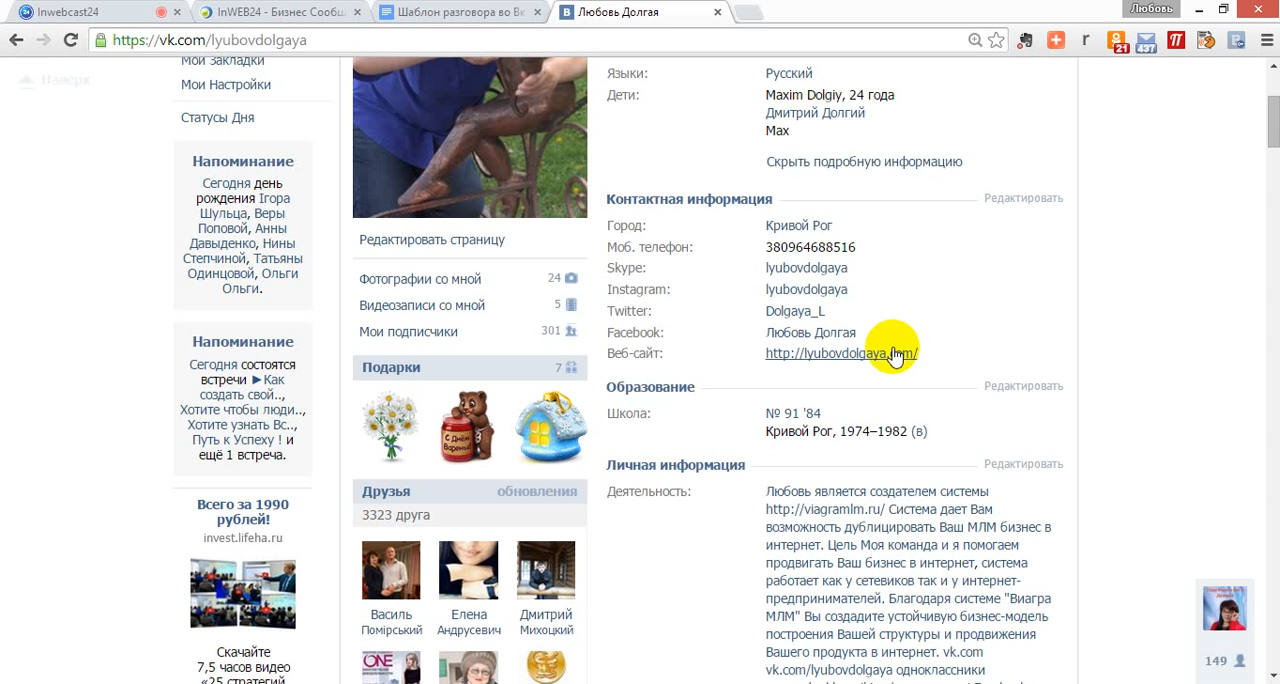 Inwebcast24
InWEB24 - Бизнес Сообщ
Шаблон разговора во Вк
Любовь Долгая
Любовь
https://vk.com/lyubovdolgaya
21
437
Наверх
Мои Закладки
Мои Настройки
Статусы Дня
Напоминание
Сегодня день
рождения Ігора
Шульца, Веры
Поповой, Анны
Давыденко, Нины
Степчиной, Татьяны
Одинцовой, Ольги
Ольги.
Напоминание
Сегодня состоятся
встречи ►Как
создать свой..,
Хотите чтобы люди..,
Хотите узнать Вс..,
Путь к Успеху ! и
ещё 1 встреча.
Всего за 1990
рублей!
invest.lifeha.ru
Скачайте
7,5 часов видео
«25 стратегий
Редактировать страницу
Фотографии со мной 24
Видеозаписи со мной 5
Мои подписчики 301
Подарки 7
Друзья обновления
3323 друга
Василь
Помірський
Елена
Андрусевич
Дмитрий
Михоцкий
Языки: Русский
Дети: Maxim Dolgiy, 24 года
Дмитрий Долгий
Max
Скрыть подробную информацию
Контактная информация Редактировать
Город: Кривой Рог
Моб. телефон: 380964688516
Skype: lyubovdolgaya
Instagram: lyubovdolgaya
Twitter: Dolgaya_L
Facebook: Любовь Долгая
Веб-сайт: http://lyubovdolgaya.com/
Образование Редактировать
Школа: № 91 '84
Кривой Рог, 1974–1982 (в)
Личная информация Редактировать
Деятельность: Любовь является создателем системы
http://viagramlm.ru/ Система дает Вам
возможность дублицировать Ваш МЛМ бизнес в
интернет. Цель Моя команда и я помогаем
продвигать Ваш бизнес в интернет, система
работает как у сетевиков так и у интернет-
предпринимателей. Благодаря системе "Виагра
МЛМ" Вы создадите устойчивую бизнес-модель
построения Вашей структуры и продвижения
Вашего продукта в интернет. vk.com
vk.com/lyubovdolgaya одноклассники
149